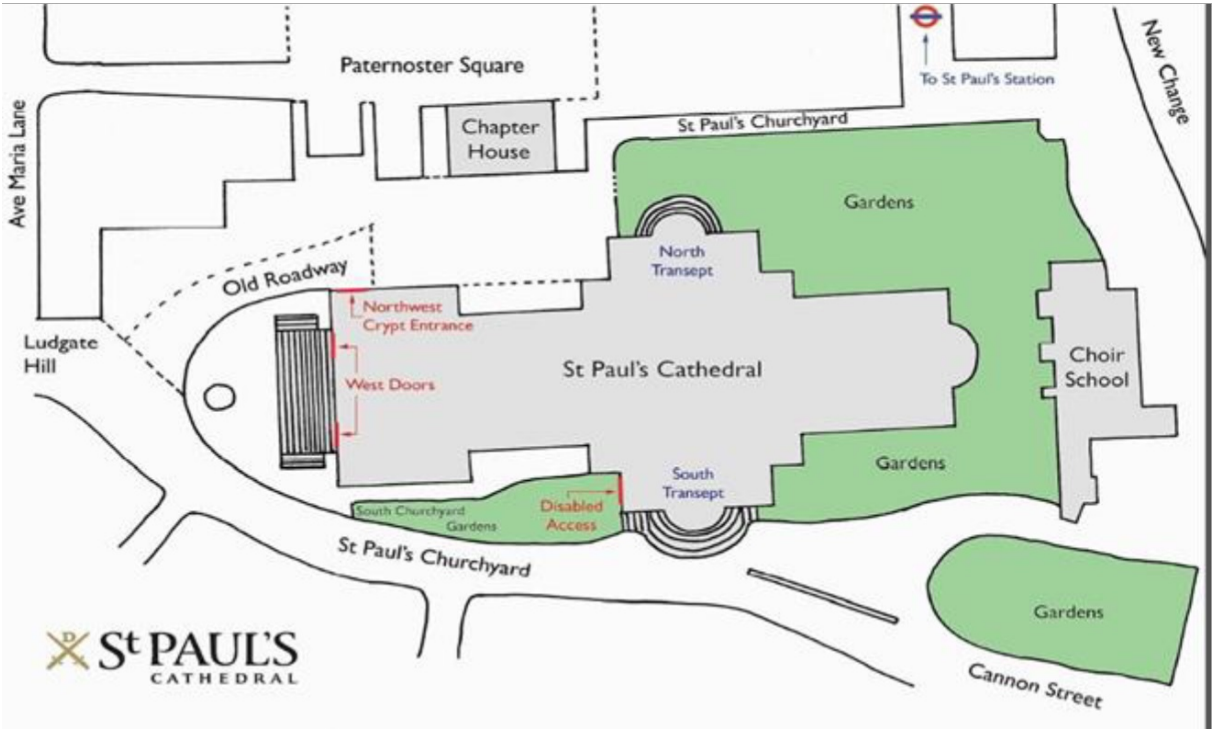 Paternoster Square
To St Paul's Station
New Change
Ave Maria Lane
Chapter
House
St Paul's Churchyard
Gardens
North
Transept
Old Roadway
Northwest
Crypt Entrance
Ludgate
Hill
West Doors
St Paul's Cathedral
Choir
School
Gardens
South
Transept
South Churchyard
Gardens
Disabled
Access
St Paul's Churchyard
Gardens
Cannon Street
D
St PAUL'S
CATHEDRAL